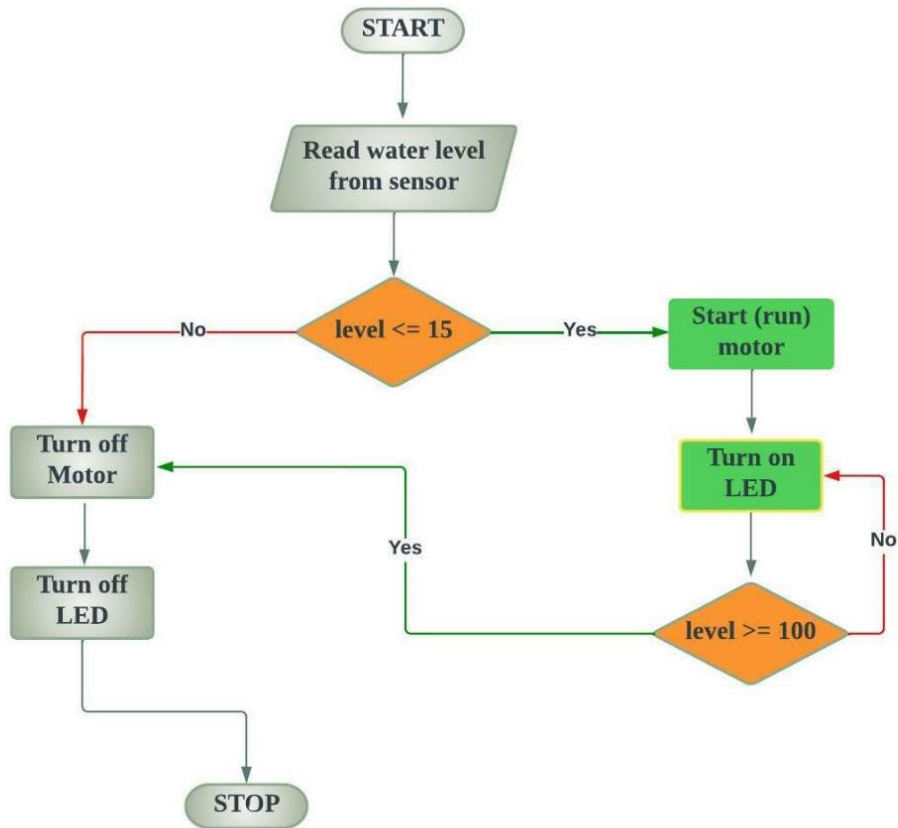 START
Read water level
from sensor
level <= 15
No
Yes
Start (run)
motor
Turn off
Motor
Turn on
LED
Yes
No
Turn off
LED
level >= 100
STOP